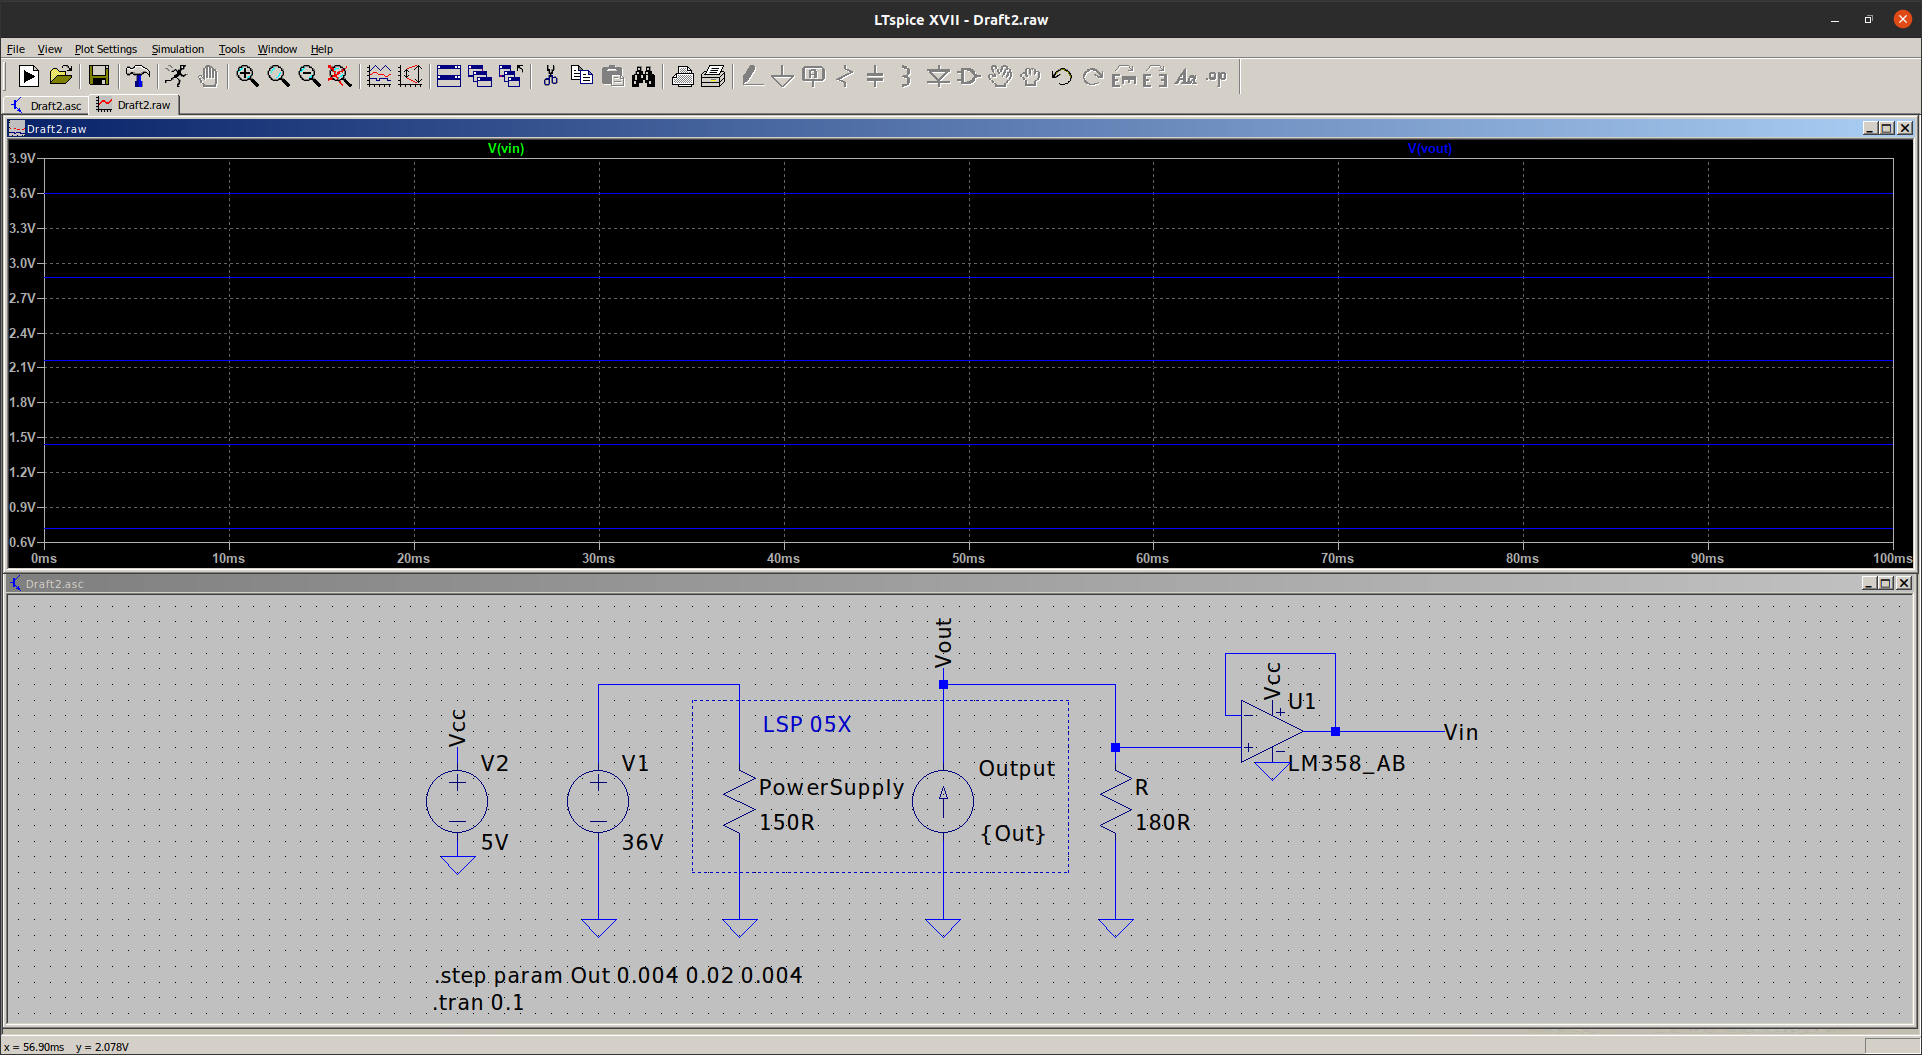 LTspice XVII - Draft2.raw
File View Plot Settings Simulation Tools Window Help
Draft2.asc Draft2.raw
Draft2.raw
V(vin) V(vout)
3.9V
3.6V
3.3V
3.0V
2.7V
2.4V
2.1V
1.8V
1.5V
1.2V
0.9V
0.6V
0ms 10ms 20ms 30ms 40ms 50ms 60ms 70ms 80ms 90ms 100ms
Draft2.asc
Vout
Vcc
U1
Vcc
LSP 05X
Vin
V2
V1
Output
LM358_AB
PowerSupply
R
150R
{Out}
180R
5V
36V
.step param Out 0.004 0.02 0.004
.tran 0.1
x = 56.90ms y = 2.078V